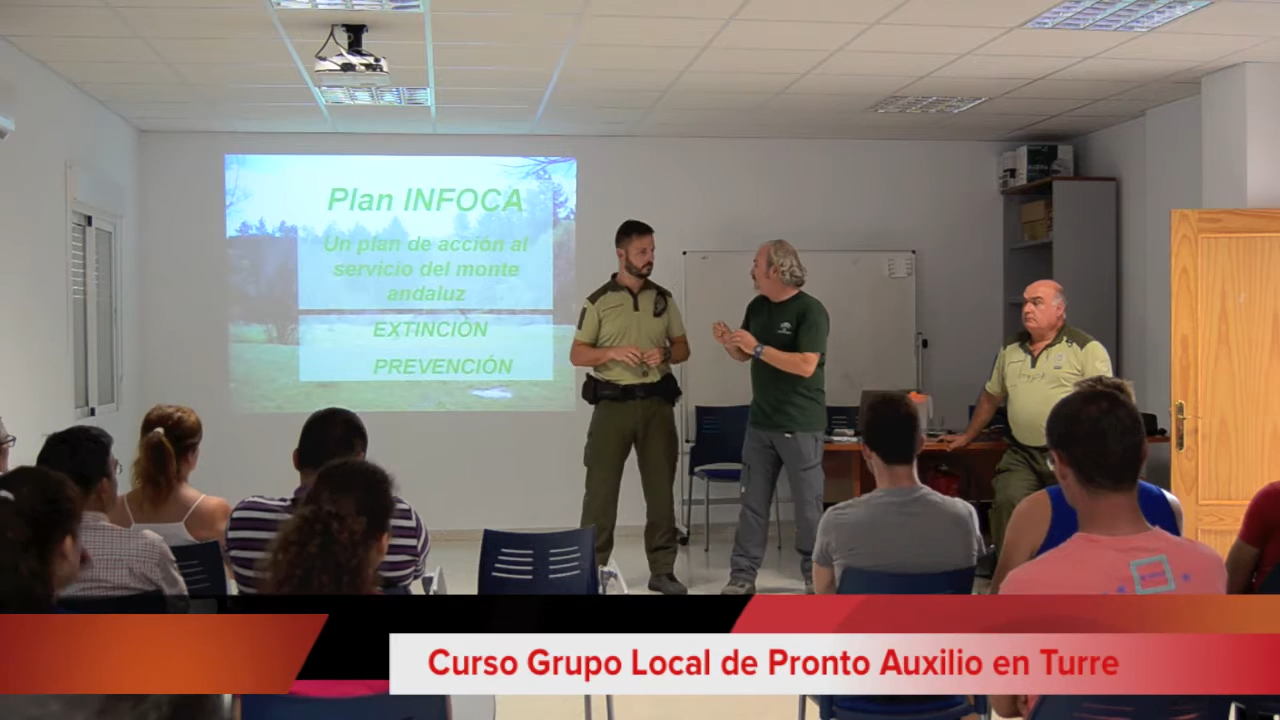 Plan INFOCA
Un plan de acción al
servicio del monte
andaluz
EXTINCIÓN
PREVENCIÓN
Curso Grupo Local de Pronto Auxilio en Turre